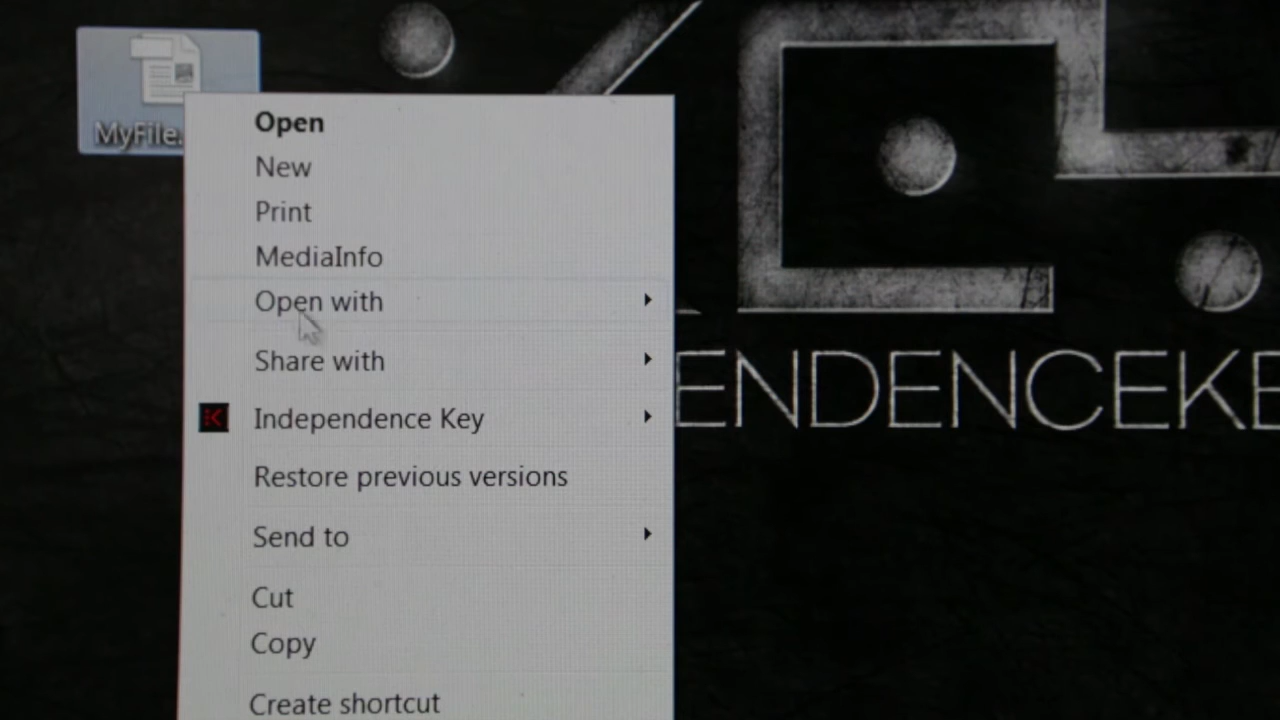 MyFile.
Open
New
Print
MediaInfo
Open with
Share with
ENDENCEKE
Independence Key
Restore previous versions
Send to
Cut
Copy
Create shortcut